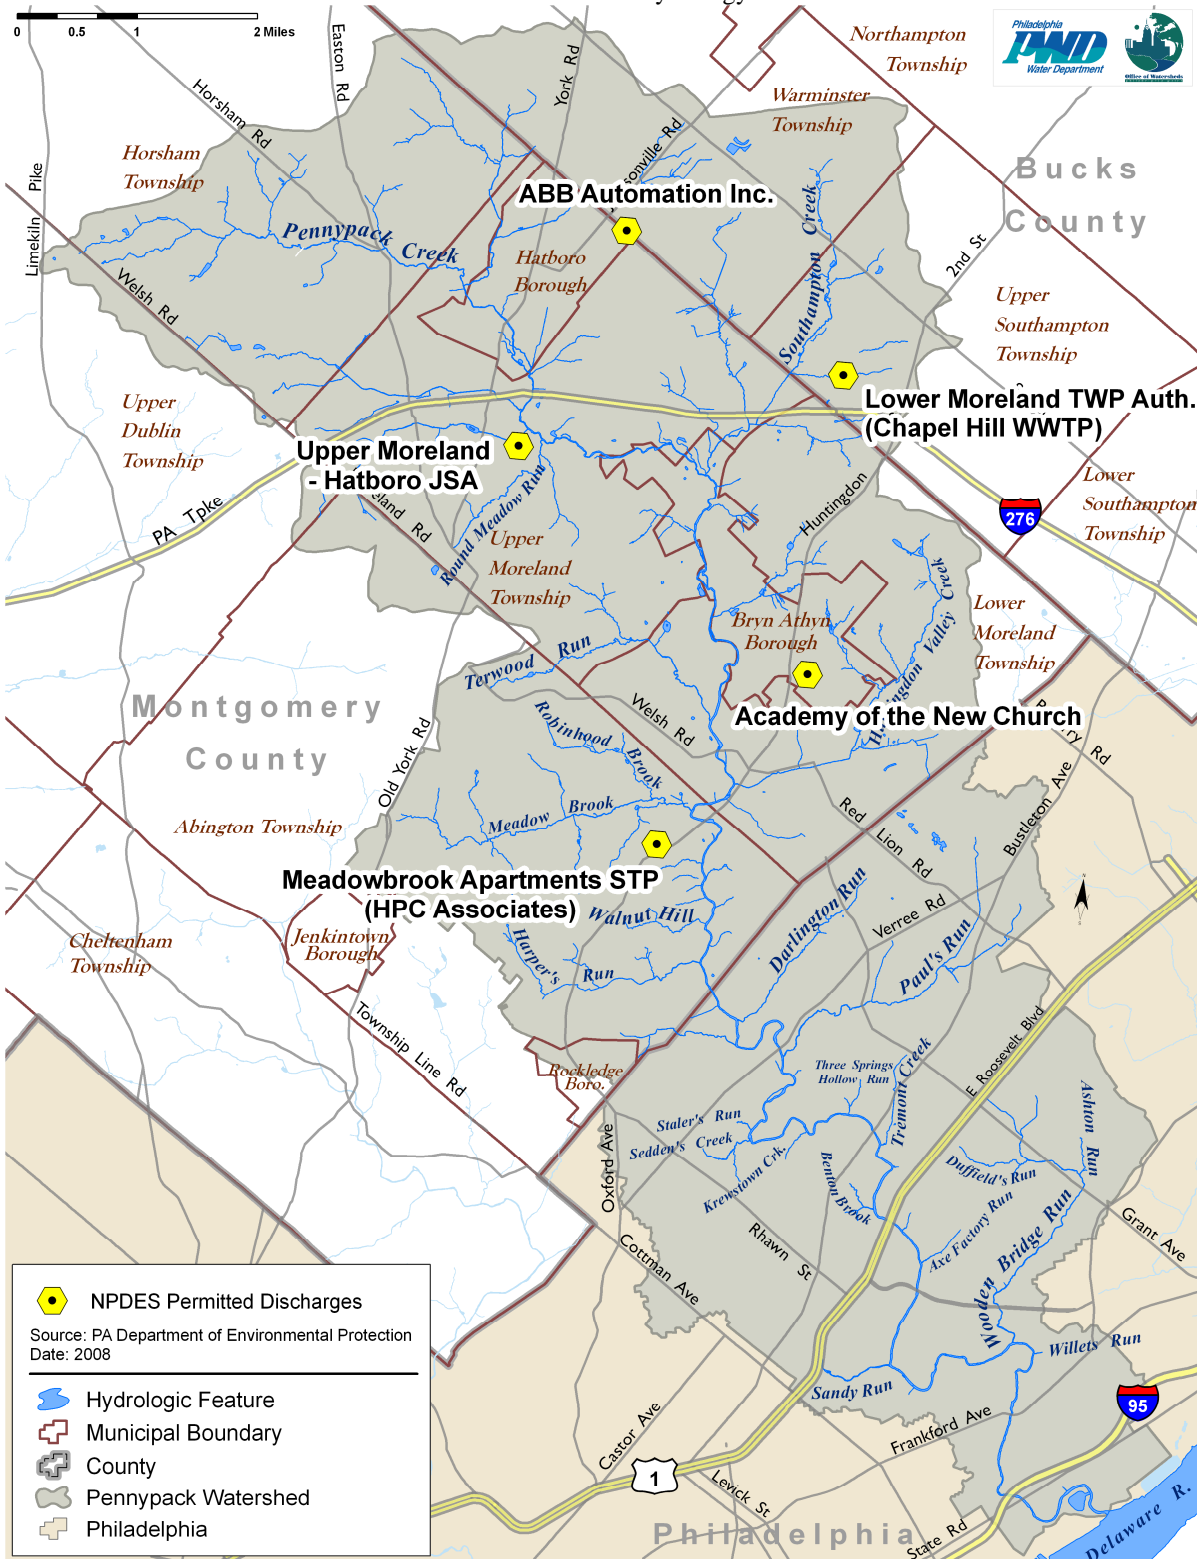 0 0.5 1 2 Miles
Philadelphia
PWD
Water Department
Office of Watersheds
Northampton
Township
Warminster
Township
Easton Rd
York Rd
Horsham Rd
Horsham
Township
Limekiln Pike
Bucks
County
ABB Automation Inc.
Pennypack Creek
Hatboro
Borough
Southampton Creek
2nd St
Welsh Rd
Upper
Southampton
Township
Lower Moreland TWP Auth.
(Chapel Hill WWTP)
Upper
Dublin
Township
Upper Moreland
- Hatboro JSA
Lower
Southampton
Township
276
PA Tpke
Round Meadow Run
Huntingdon
Upper
Moreland
Township
Lower
Moreland
Township
Bryn Athyn
Borough
Huntingdon Valley Creek
Terwood Run
Academy of the New Church
Montgomery
County
Welsh Rd
Robinhood Brook
Old York Rd
Meadow Brook
Abington Township
Red Lion Rd
Bustleton Ave
Meadowbrook Apartments STP
(HPC Associates)
Walnut Hill
Darlington Run
Verree Rd
Paul's Run
Cheltenham
Township
Jenkintown
Borough
Harper's Run
N
Township Line Rd
E Roosevelt Blvd
Rockledge
Boro.
Three Springs
Hollow Run
Tremont Creek
Ashton Run
Staler's Run
Sedden's Creek
Krewstown Crk.
Benton Brook
Duffield's Run
Axe Factory Run
Wooden Bridge Run
Grant Ave
Oxford Ave
Rhawn St
Cottman Ave
Willets Run
Sandy Run
95
Frankford Ave
Castor Ave
1
Levick St
State Rd
Philadelphia
Delaware R.
NPDES Permitted Discharges
Source: PA Department of Environmental Protection
Date: 2008
Hydrologic Feature
Municipal Boundary
County
Pennypack Watershed
Philadelphia